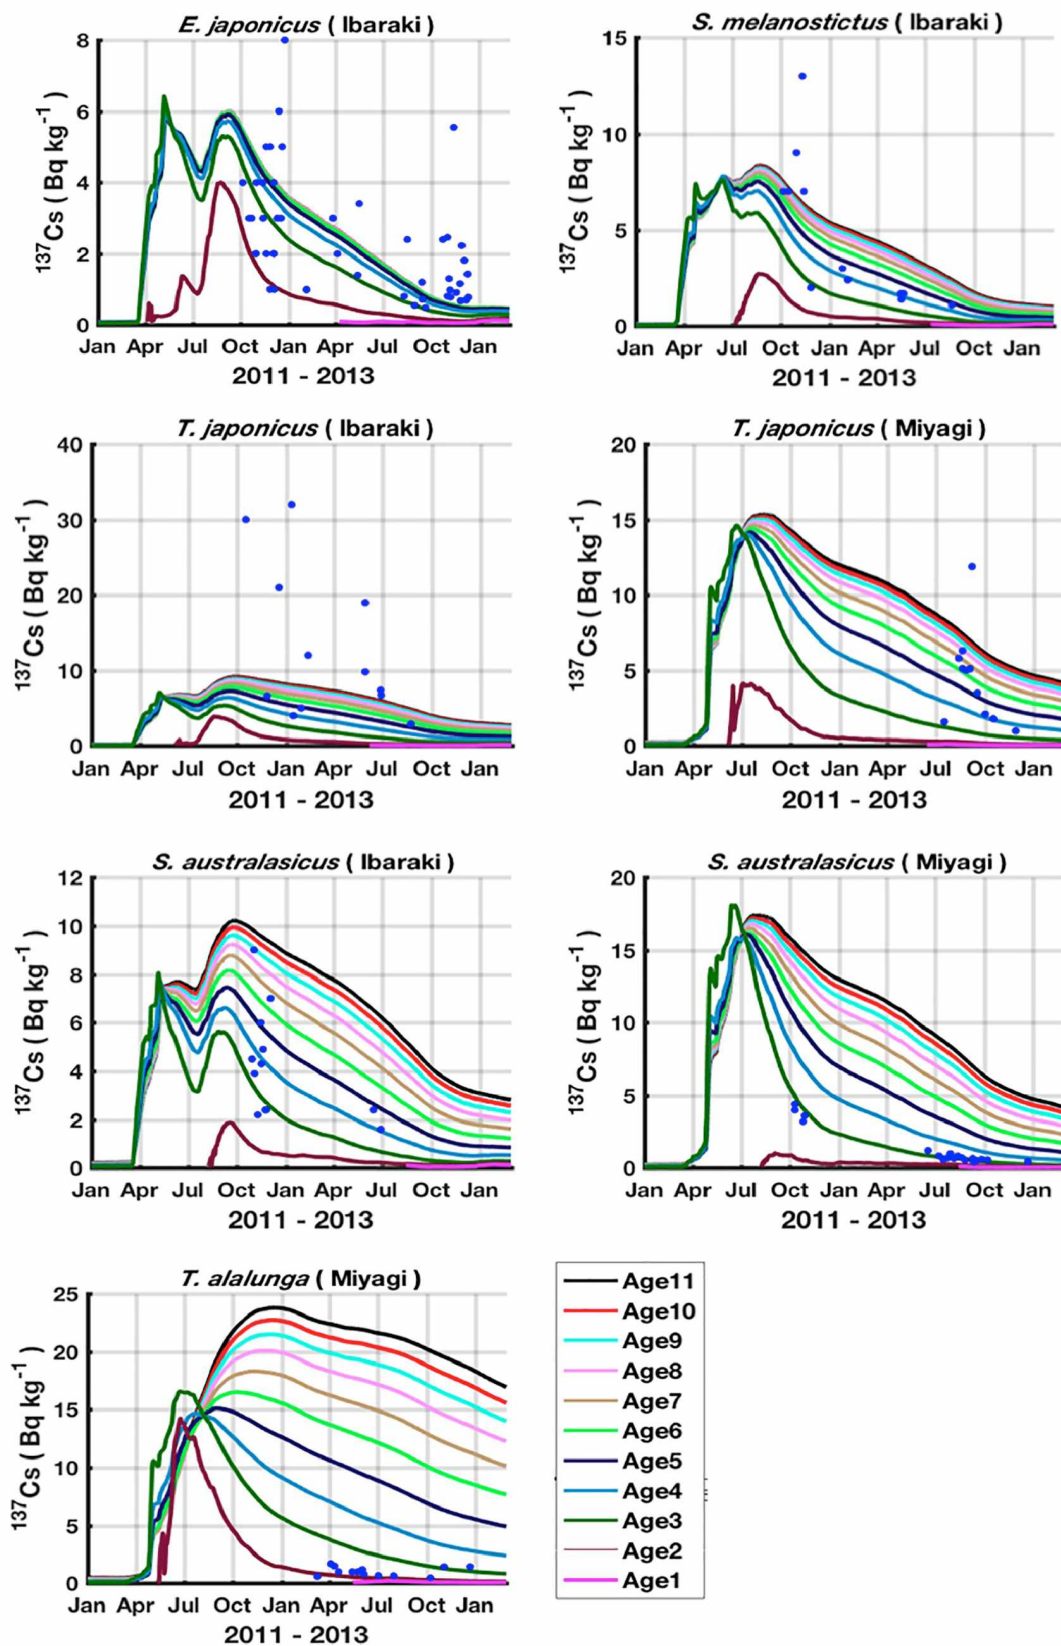 E. japonicus ( Ibaraki )
8
6
4
2
0
137Cs ( Bq kg-1 )
Jan Apr Jul Oct Jan Apr Jul Oct Jan
2011 - 2013
S. melanostictus ( Ibaraki )
15
10
5
0
137Cs ( Bq kg-1 )
Jan Apr Jul Oct Jan Apr Jul Oct Jan
2011 - 2013
T. japonicus ( Ibaraki )
40
30
20
10
0
137Cs ( Bq kg-1 )
Jan Apr Jul Oct Jan Apr Jul Oct Jan
2011 - 2013
T. japonicus ( Miyagi )
20
15
10
5
0
137Cs ( Bq kg-1 )
Jan Apr Jul Oct Jan Apr Jul Oct Jan
2011 - 2013
S. australasicus ( Ibaraki )
12
10
8
6
4
2
0
137Cs ( Bq kg-1 )
Jan Apr Jul Oct Jan Apr Jul Oct Jan
2011 - 2013
S. australasicus ( Miyagi )
20
15
10
5
0
137Cs ( Bq kg-1 )
Jan Apr Jul Oct Jan Apr Jul Oct Jan
2011 - 2013
T. alalunga ( Miyagi )
25
20
15
10
5
0
137Cs ( Bq kg-1 )
Jan Apr Jul Oct Jan Apr Jul Oct Jan
2011 - 2013
Age11
Age10
Age9
Age8
Age7
Age6
Age5
Age4
Age3
Age2
Age1